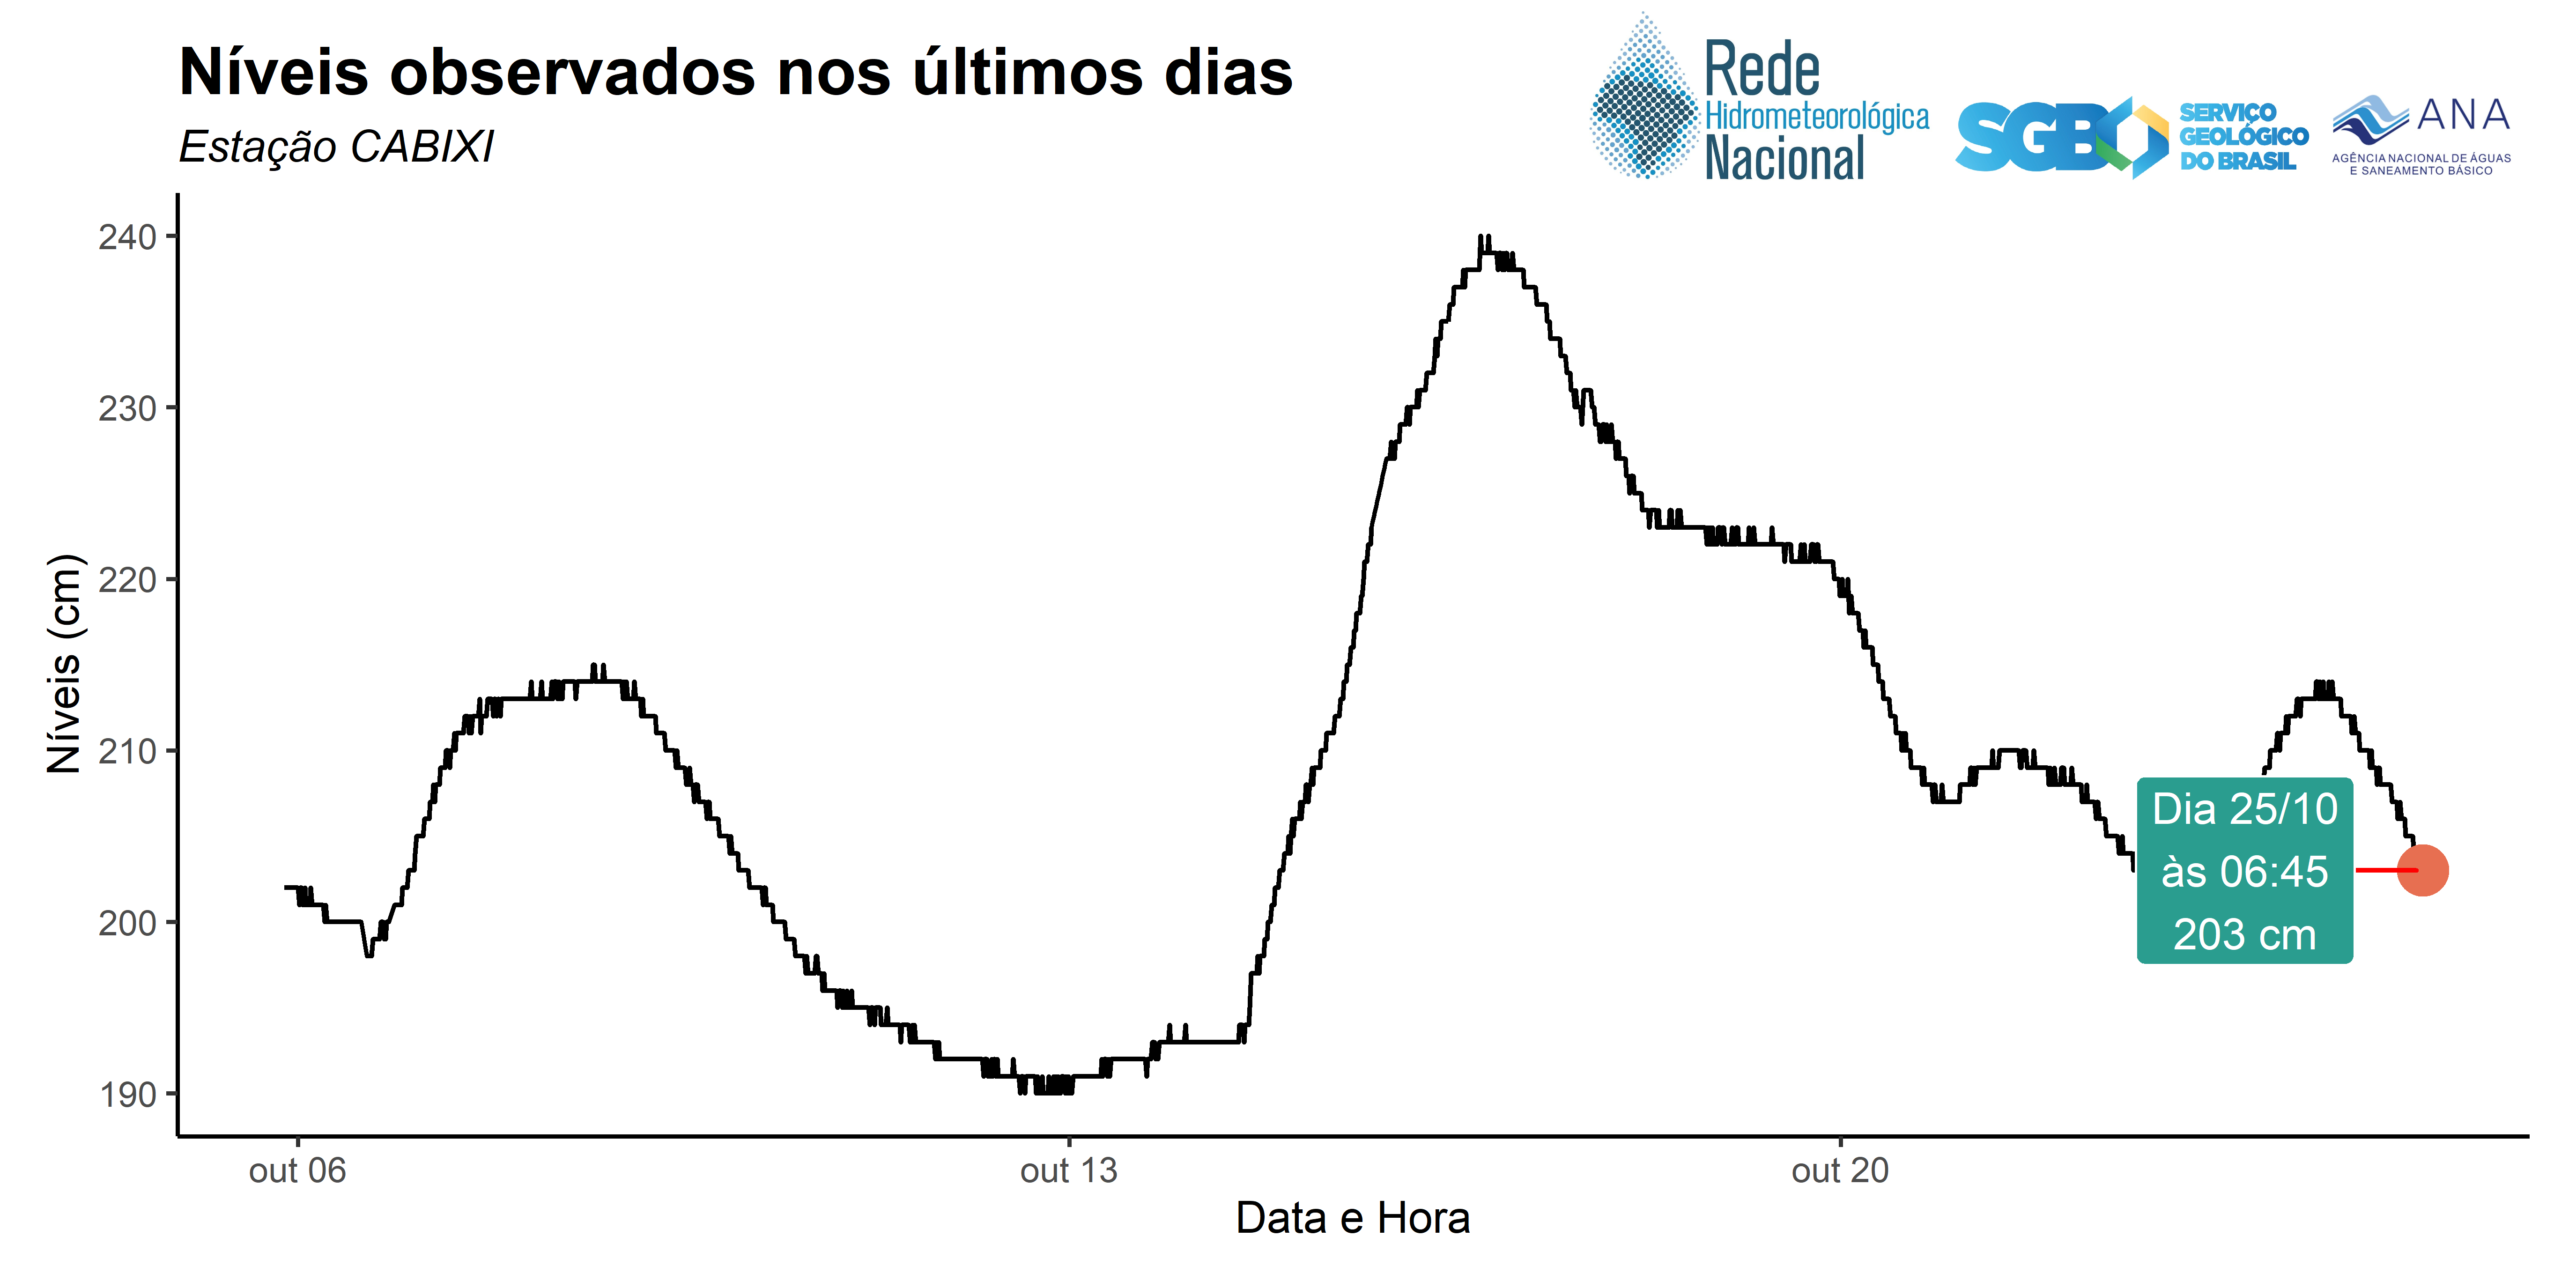 Níveis observados nos últimos dias
Estação CABIXI
Rede
Hidrometeorológica
Nacional
SGB
SERVIÇO
GEOLÓGICO
DO BRASIL
ANA
AGÊNCIA NACIONAL DE ÁGUAS
E SANEAMENTO BÁSICO
Níveis (cm)
240
230
220
210
200
190
Dia 25/10
às 06:45
203 cm
out 06
out 13
out 20
Data e Hora